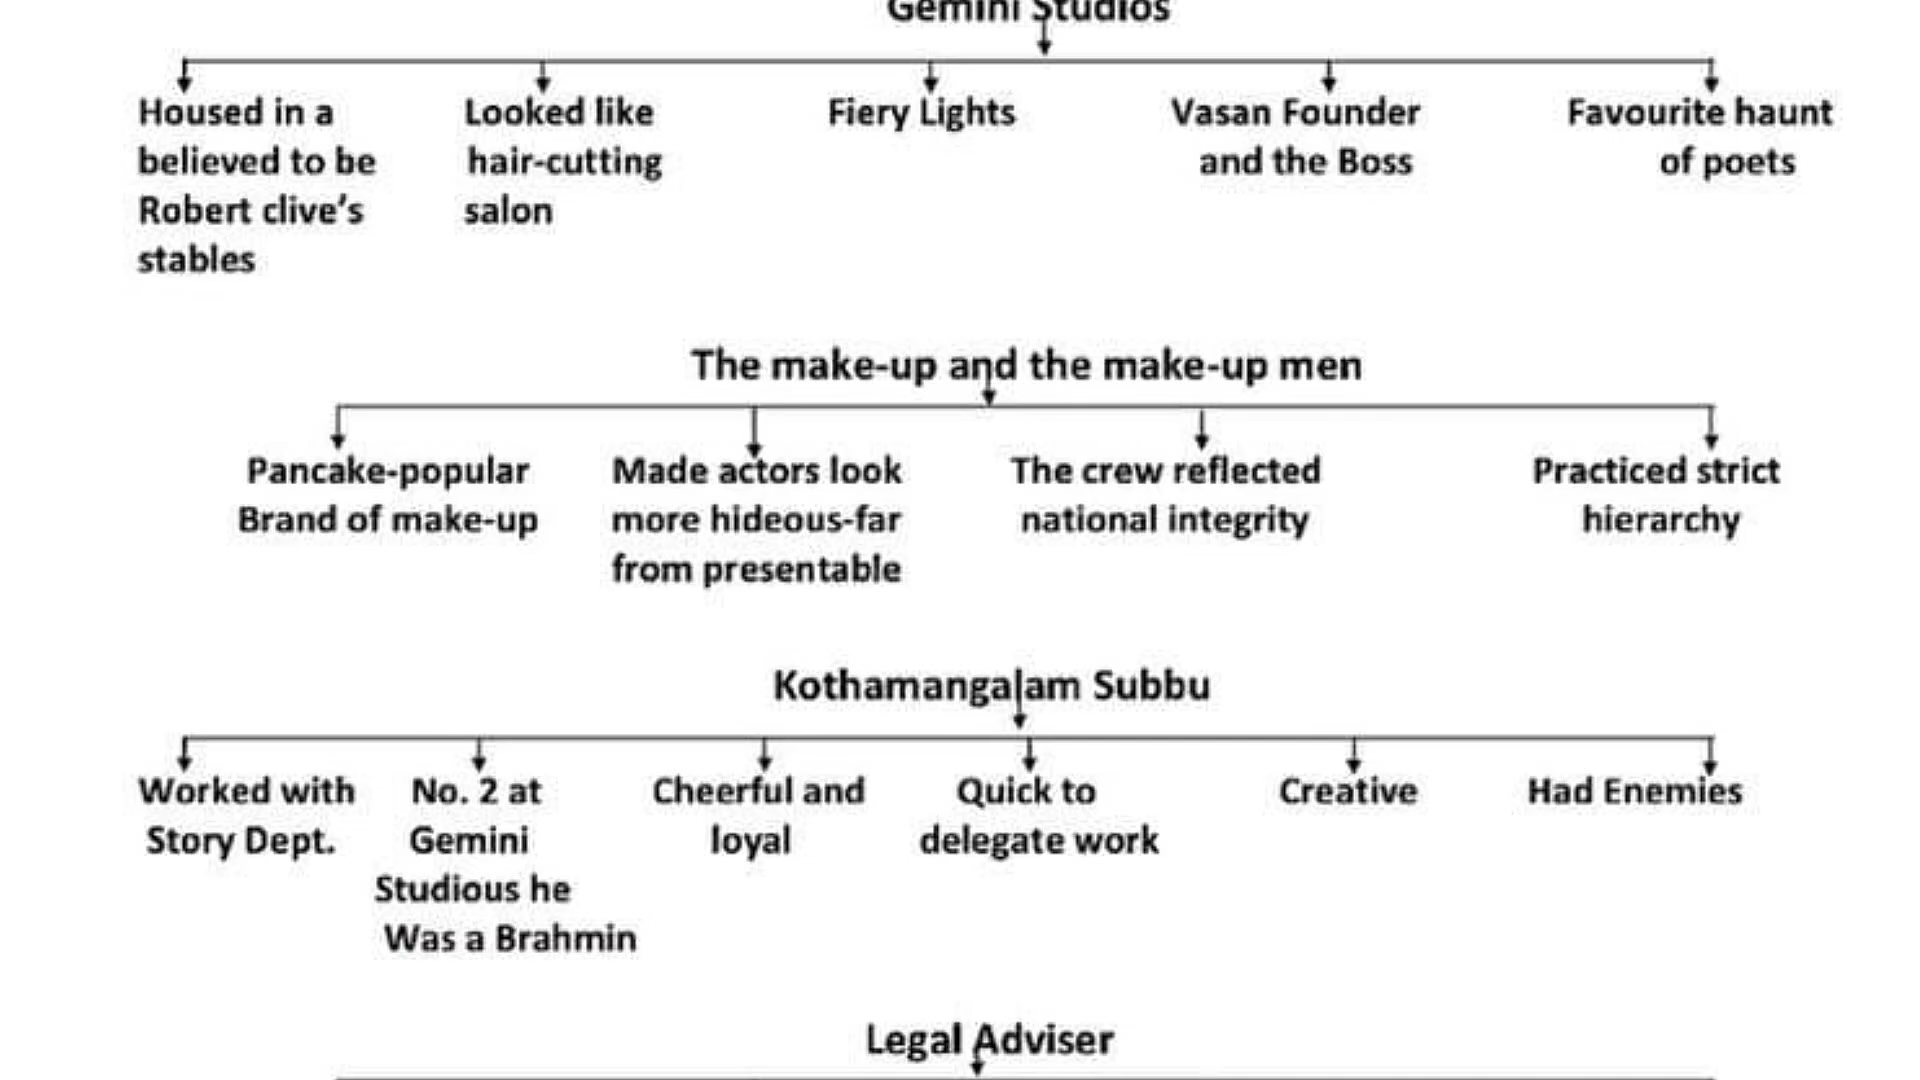 Gemini Studios
Housed in a
believed to be
Robert clive's
stables
Looked like
hair-cutting
salon
Fiery Lights
Vasan Founder
and the Boss
Favourite haunt
of poets
The make-up and the make-up men
Pancake-popular
Brand of make-up
Made actors look
more hideous-far
from presentable
The crew reflected
national integrity
Practiced strict
hierarchy
Kothamangalam Subbu
Worked with
Story Dept.
No. 2 at
Gemini
Studious he
Was a Brahmin
Cheerful and
loyal
Quick to
delegate work
Creative
Had Enemies
Legal Adviser